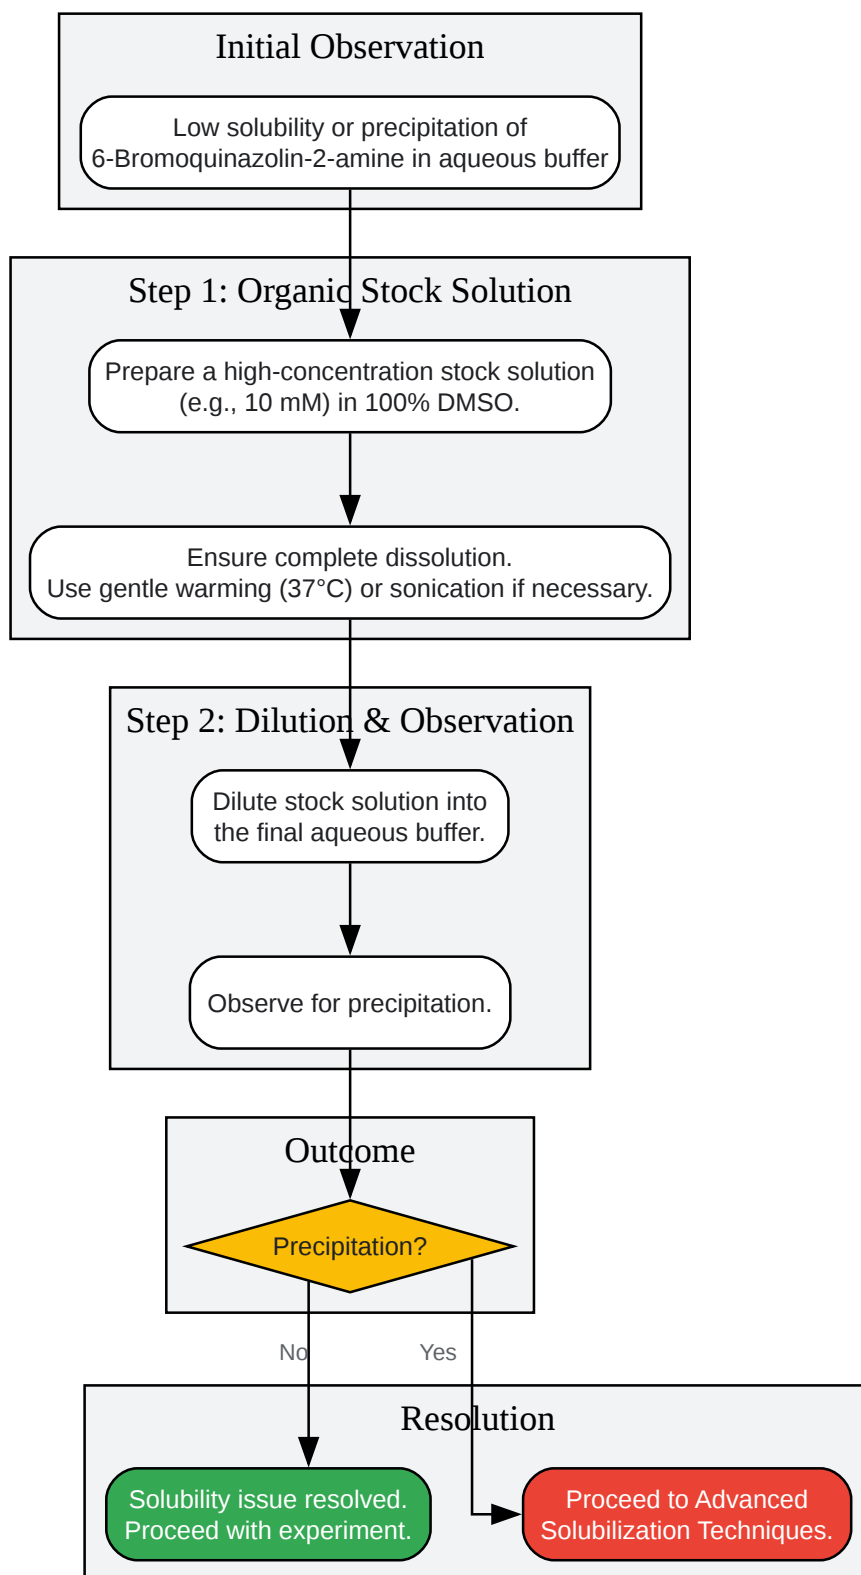 Initial Observation
Low solubility or precipitation of
6-Bromoquinazolin-2-amine in aqueous buffer
Step 1: Organic Stock Solution
Prepare a high-concentration stock solution
(e.g., 10 mM) in 100% DMSO.
Ensure complete dissolution.
Use gentle warming (37°C) or sonication if necessary.
Step 2: Dilution & Observation
Dilute stock solution into
the final aqueous buffer.
Observe for precipitation.
Outcome
Precipitation?
No
Yes
Resolution
Solubility issue resolved.
Proceed with experiment.
Proceed to Advanced
Solubilization Techniques.